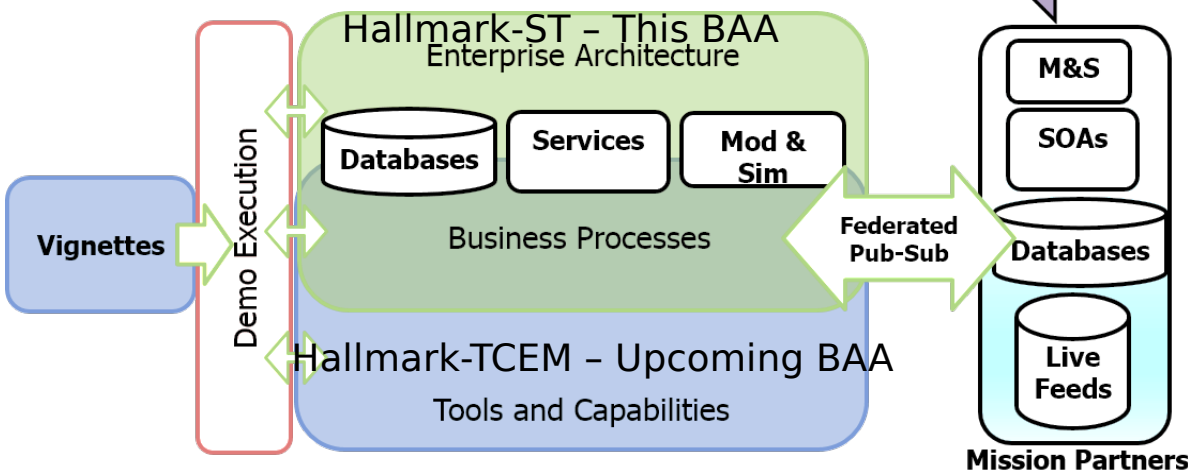 Hallmark-ST – This BAA
Enterprise Architecture
Databases
Services
Mod &
Sim
Business Processes
Vignettes
Demo Execution
Federated
Pub-Sub
Hallmark-TCEM – Upcoming BAA
Tools and Capabilities
M&S
SOAs
Databases
Live
Feeds
Mission Partners